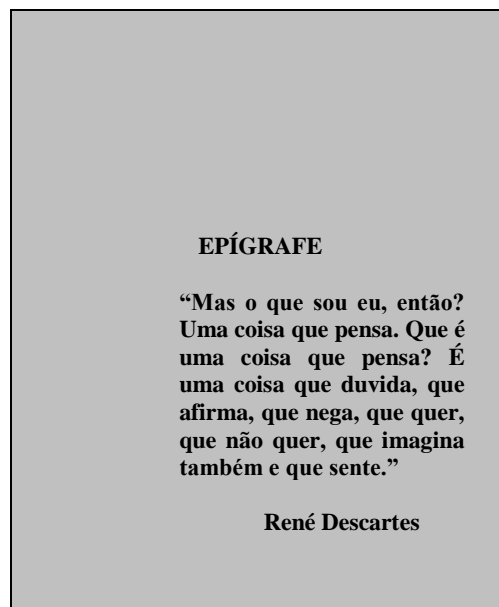 EPÍGRAFE
“Mas o que sou eu, então?
Uma coisa que pensa. Que é
uma coisa que pensa? É
uma coisa que duvida, que
afirma, que nega, que quer,
que não quer, que imagina
também e que sente.”
René Descartes